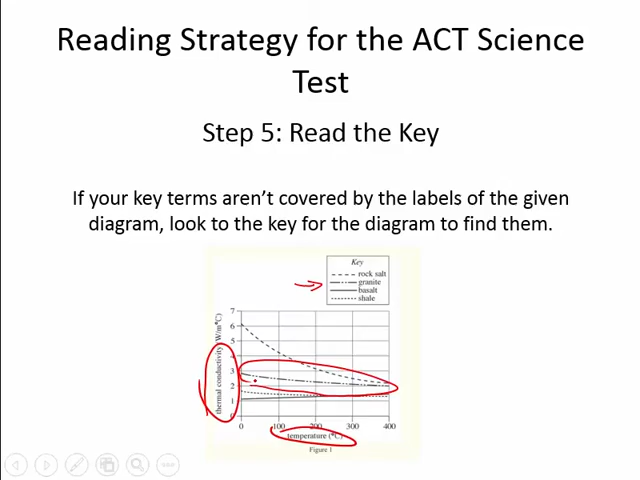 Reading Strategy for the ACT Science
Test
Step 5: Read the Key
If your key terms aren't covered by the labels of the given
diagram, look to the key for the diagram to find them.
Key
rock salt
granite
basalt
shale
thermal conductivity (W/m°C)
7
6
5
4
3
2
1
0
0 100 200 300 400
temperature (°C)
Figure 1